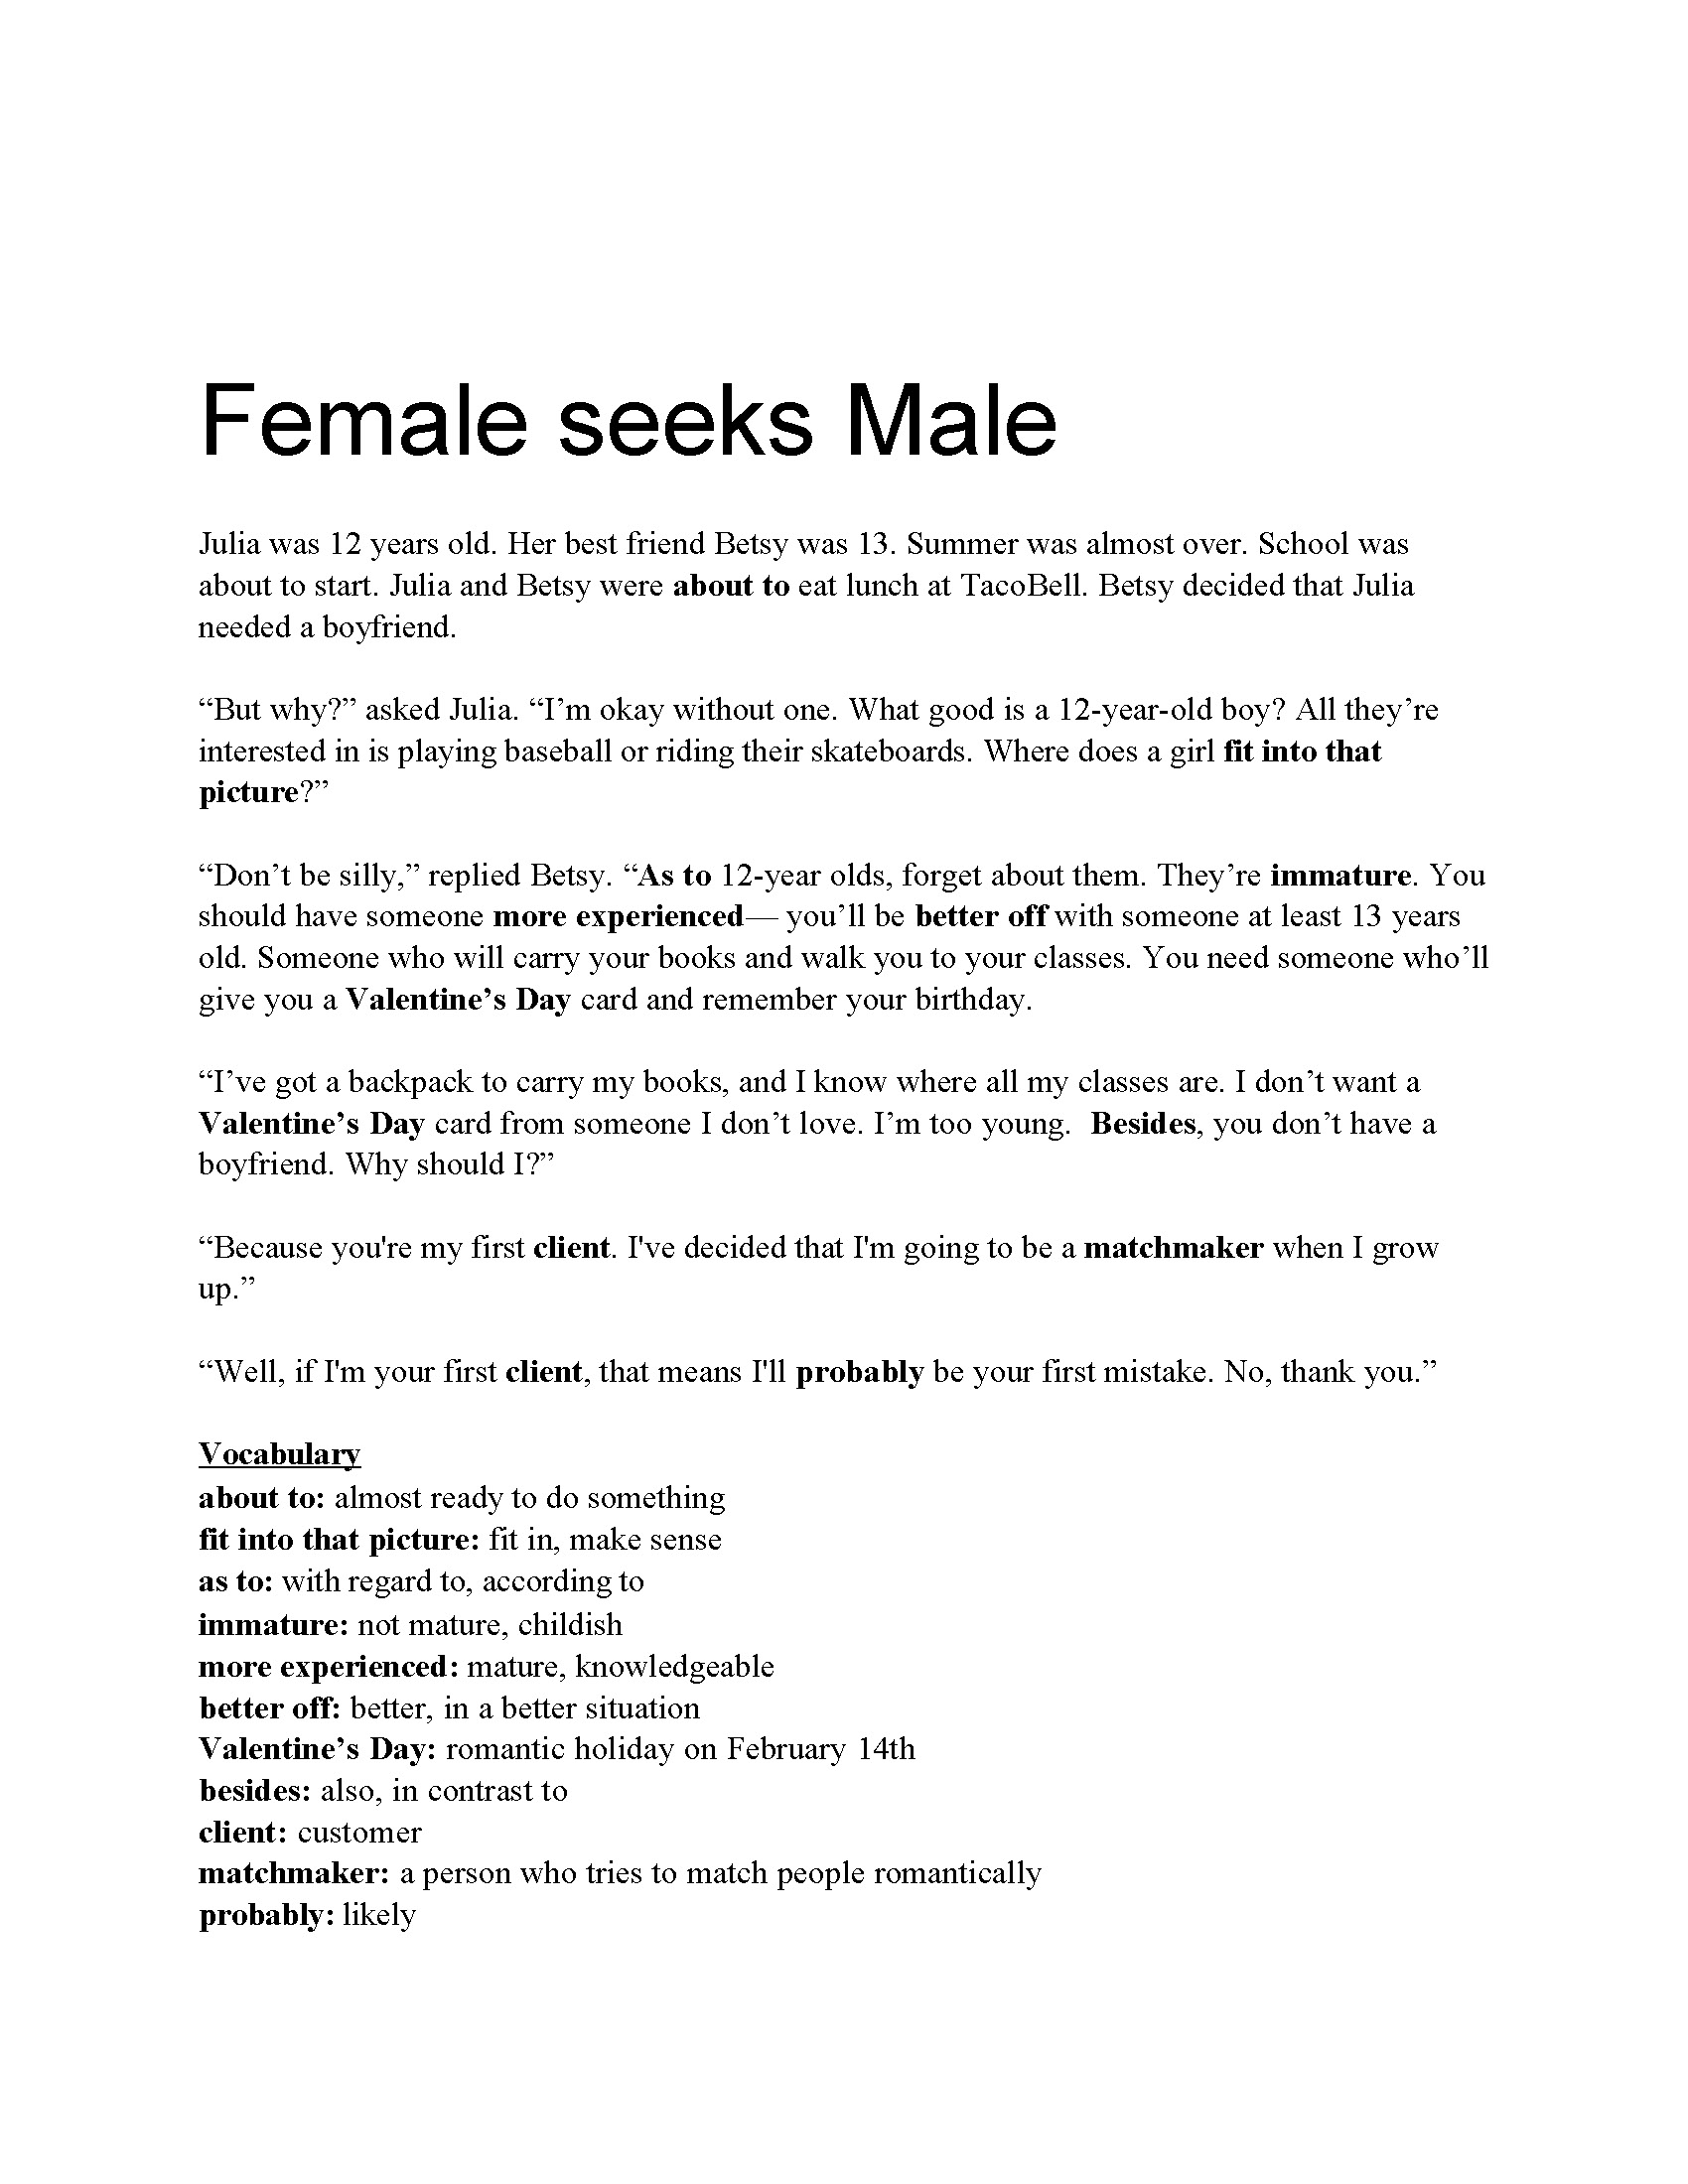 Female seeks Male
Julia was 12 years old. Her best friend Betsy was 13. Summer was almost over. School was
about to start. Julia and Betsy were about to eat lunch at TacoBell. Betsy decided that Julia
needed a boyfriend.
“But why?” asked Julia. “I’m okay without one. What good is a 12-year-old boy? All they’re
interested in is playing baseball or riding their skateboards. Where does a girl fit into that
picture?”
“Don’t be silly,” replied Betsy. “As to 12-year olds, forget about them. They’re immature. You
should have someone more experienced— you’ll be better off with someone at least 13 years
old. Someone who will carry your books and walk you to your classes. You need someone who’ll
give you a Valentine’s Day card and remember your birthday.
“I’ve got a backpack to carry my books, and I know where all my classes are. I don’t want a
Valentine’s Day card from someone I don’t love. I’m too young.  Besides, you don’t have a
boyfriend. Why should I?”
“Because you're my first client. I've decided that I'm going to be a matchmaker when I grow
up.”
“Well, if I'm your first client, that means I'll probably be your first mistake. No, thank you.”
Vocabulary
about to: almost ready to do something
fit into that picture: fit in, make sense
as to: with regard to, according to
immature: not mature, childish
more experienced: mature, knowledgeable
better off: better, in a better situation
Valentine’s Day: romantic holiday on February 14th
besides: also, in contrast to
client: customer
matchmaker: a person who tries to match people romantically
probably: likely